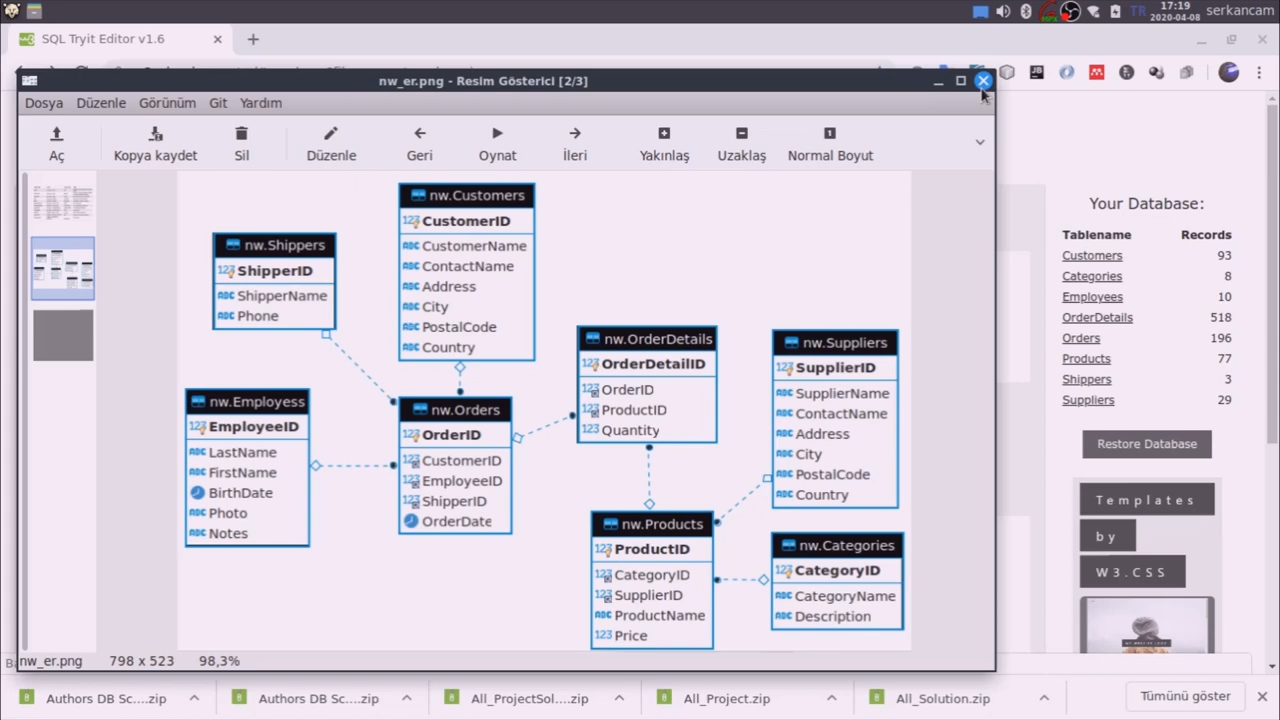 17:19
TR
2020-04-08
serkancam
SQL Tryit Editor v1.6
nw_er.png - Resim Gösterici [2/3]
Dosya Düzenle Görünüm Git Yardım
Aç Kopya kaydet Sil Düzenle Geri Oynat İleri Yakınlaş Uzaklaş Normal Boyut
nw.Customers
CustomerID
CustomerName
ContactName
Address
City
PostalCode
Country
nw.Shippers
ShipperID
ShipperName
Phone
nw.Employess
EmployeeID
LastName
FirstName
BirthDate
Photo
Notes
nw.Orders
OrderID
CustomerID
EmployeeID
ShipperID
OrderDate
nw.OrderDetails
OrderDetailID
OrderID
ProductID
Quantity
nw.Suppliers
SupplierID
SupplierName
ContactName
Address
City
PostalCode
Country
nw.Products
ProductID
CategoryID
SupplierID
ProductName
Price
nw.Categories
CategoryID
CategoryName
Description
nw_er.png 798 x 523 98,3%
Your Database:
Tablename Records
Customers 93
Categories 8
Employees 10
OrderDetails 518
Orders 196
Products 77
Shippers 3
Suppliers 29
Restore Database
Templates
by
W3.CSS
Authors DB Sc....zip
Authors DB Sc....zip
All_ProjectSol....zip
All_Project.zip
All_Solution.zip
Tümünü göster